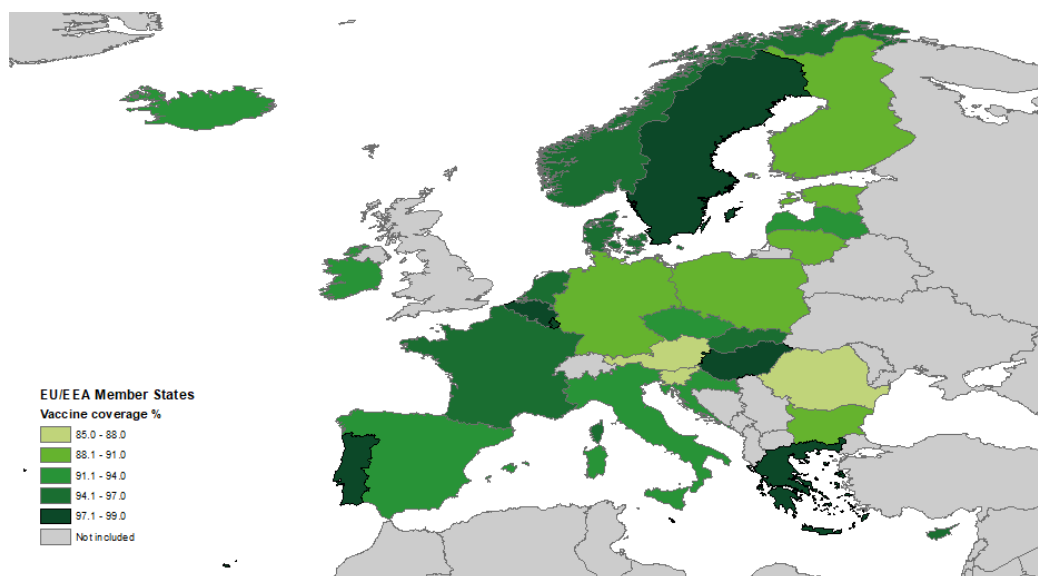 EU/EEA Member States
Vaccine coverage %
85.0 - 88.0
88.1 - 91.0
91.1 - 94.0
94.1 - 97.0
97.1 - 99.0
Not included